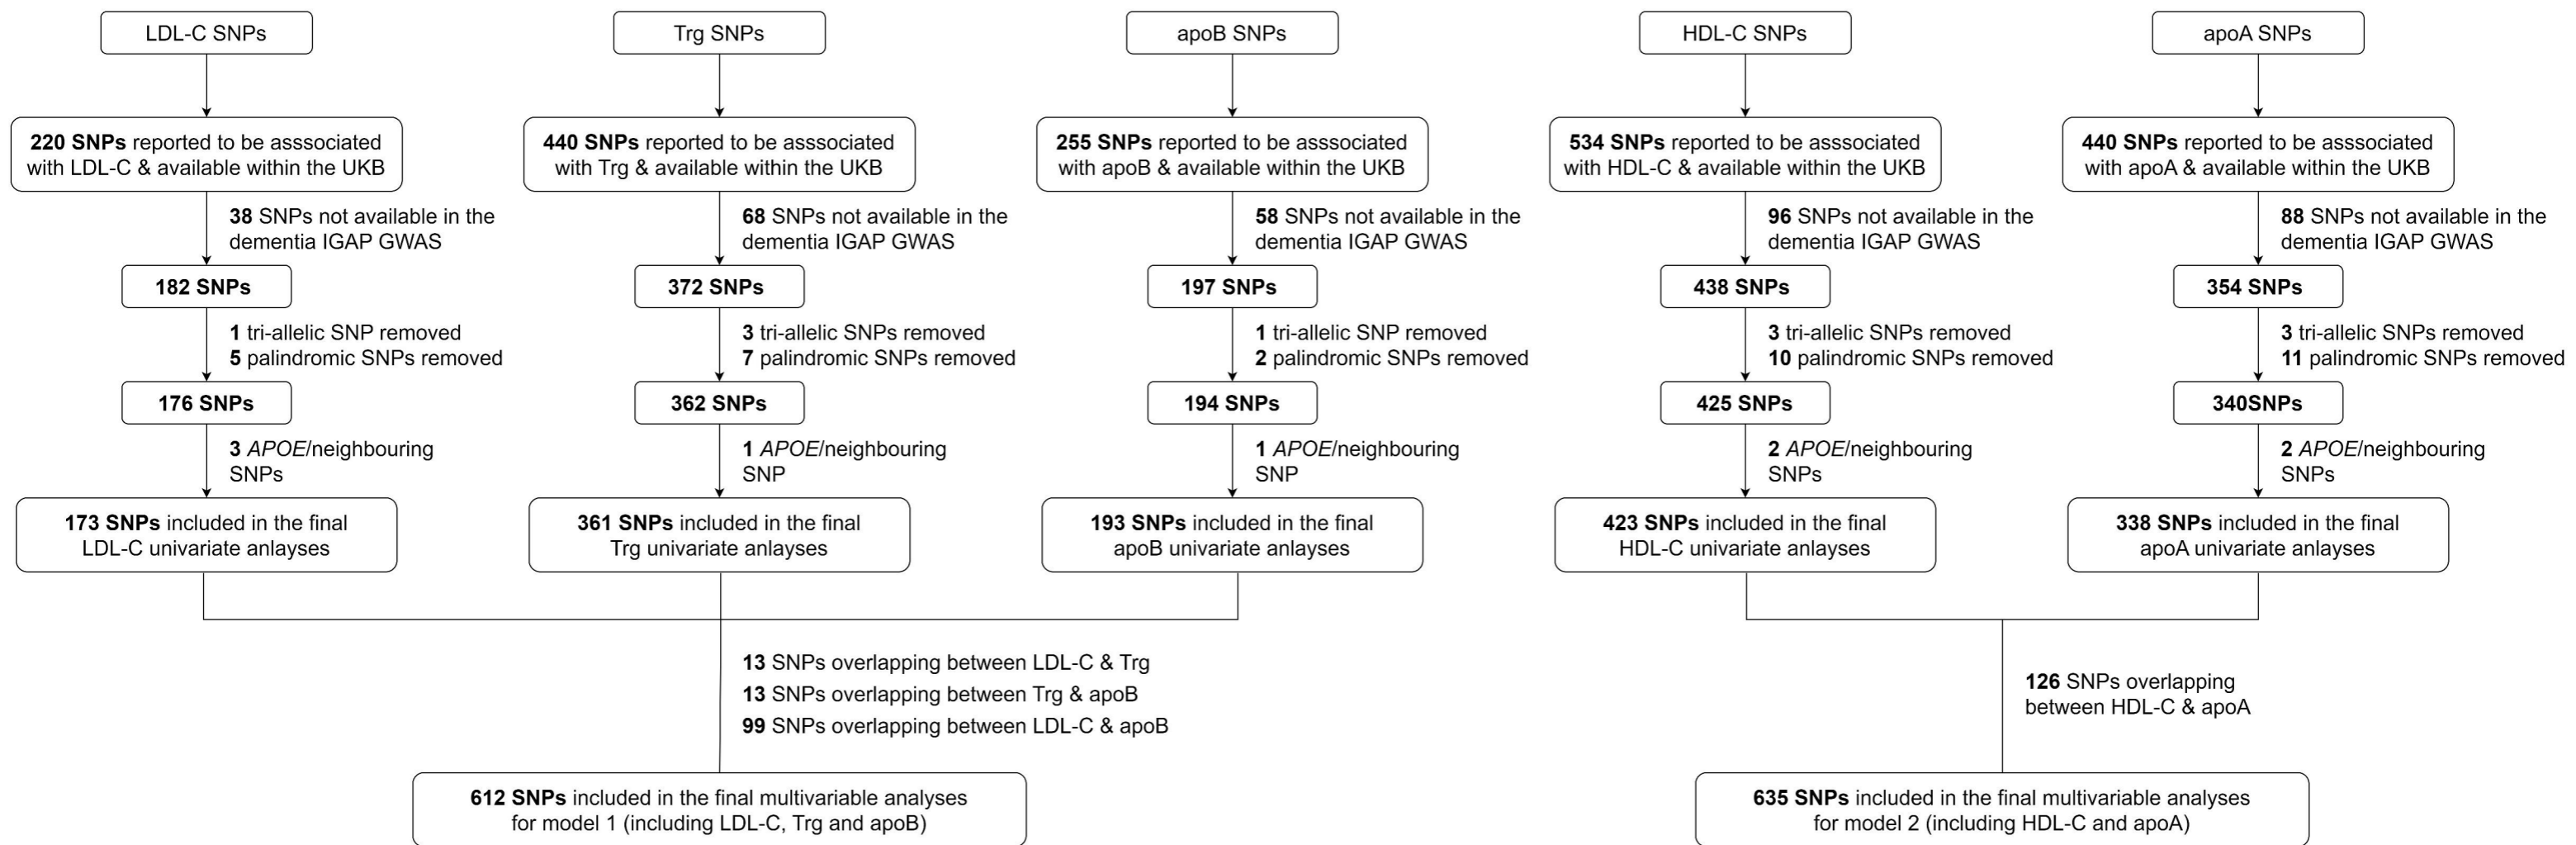 LDL-C SNPs
Trg SNPs
apoB SNPs
HDL-C SNPs
apoA SNPs
220 SNPs reported to be asssociated
with LDL-C & available within the UKB
440 SNPs reported to be asssociated
with Trg & available within the UKB
255 SNPs reported to be asssociated
with apoB & available within the UKB
534 SNPs reported to be asssociated
with HDL-C & available within the UKB
440 SNPs reported to be asssociated
with apoA & available within the UKB
38 SNPs not available in the
dementia IGAP GWAS
68 SNPs not available in the
dementia IGAP GWAS
58 SNPs not available in the
dementia IGAP GWAS
96 SNPs not available in the
dementia IGAP GWAS
88 SNPs not available in the
dementia IGAP GWAS
182 SNPs
372 SNPs
197 SNPs
438 SNPs
354 SNPs
1 tri-allelic SNP removed
5 palindromic SNPs removed
3 tri-allelic SNPs removed
7 palindromic SNPs removed
1 tri-allelic SNP removed
2 palindromic SNPs removed
3 tri-allelic SNPs removed
10 palindromic SNPs removed
3 tri-allelic SNPs removed
11 palindromic SNPs removed
176 SNPs
362 SNPs
194 SNPs
425 SNPs
340SNPs
3 APOE/neighbouring
SNPs
1 APOE/neighbouring
SNP
1 APOE/neighbouring
SNP
2 APOE/neighbouring
SNPs
2 APOE/neighbouring
SNPs
173 SNPs included in the final
LDL-C univariate anlayses
361 SNPs included in the final
Trg univariate anlayses
193 SNPs included in the final
apoB univariate anlayses
423 SNPs included in the final
HDL-C univariate anlayses
338 SNPs included in the final
apoA univariate anlayses
13 SNPs overlapping between LDL-C & Trg
13 SNPs overlapping between Trg & apoB
99 SNPs overlapping between LDL-C & apoB
126 SNPs overlapping
between HDL-C & apoA
612 SNPs included in the final multivariable analyses
for model 1 (including LDL-C, Trg and apoB)
635 SNPs included in the final multivariable analyses
for model 2 (including HDL-C and apoA)